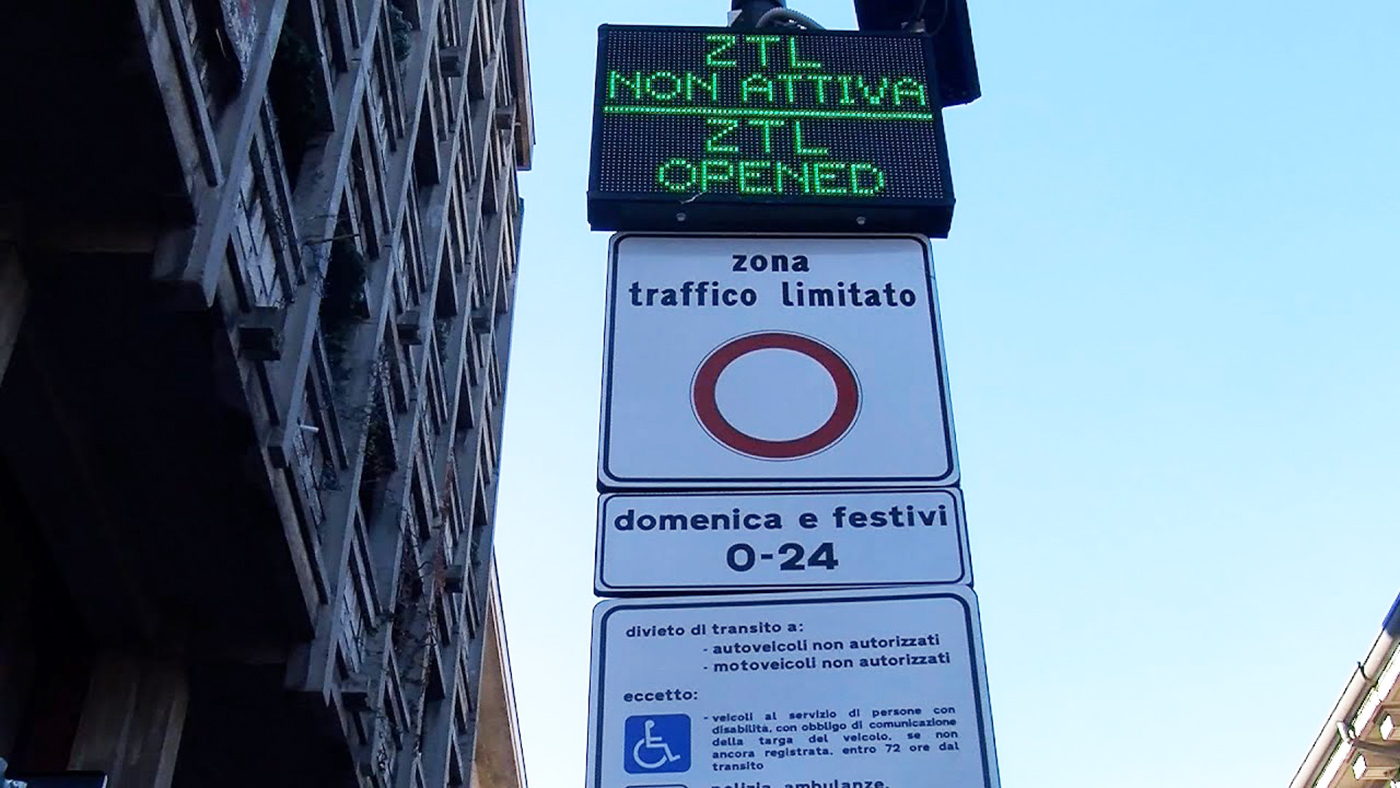 ZTL
NON ATTIVA
ZTL
OPENED
zona
traffico limitato
domenica e festivi
0-24
divieto di transito a:
- autoveicoli non autorizzati
- motoveicoli non autorizzati
eccetto:
- veicoli al servizio di persone con
disabilità, con obbligo di comunicazione
della targa del veicolo, se non
ancora registrata, entro 72 ore dal
transito
polizia, ambulanze,